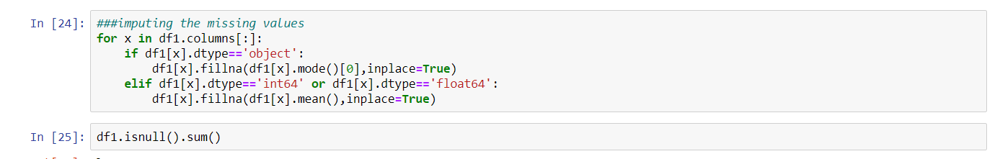 In [24]: ###imputing the missing values
for x in df1.columns[:]:
    if df1[x].dtype=='object':
        df1[x].fillna(df1[x].mode()[0],inplace=True)
    elif df1[x].dtype=='int64' or df1[x].dtype=='float64':
        df1[x].fillna(df1[x].mean(),inplace=True)
In [25]: df1.isnull().sum()